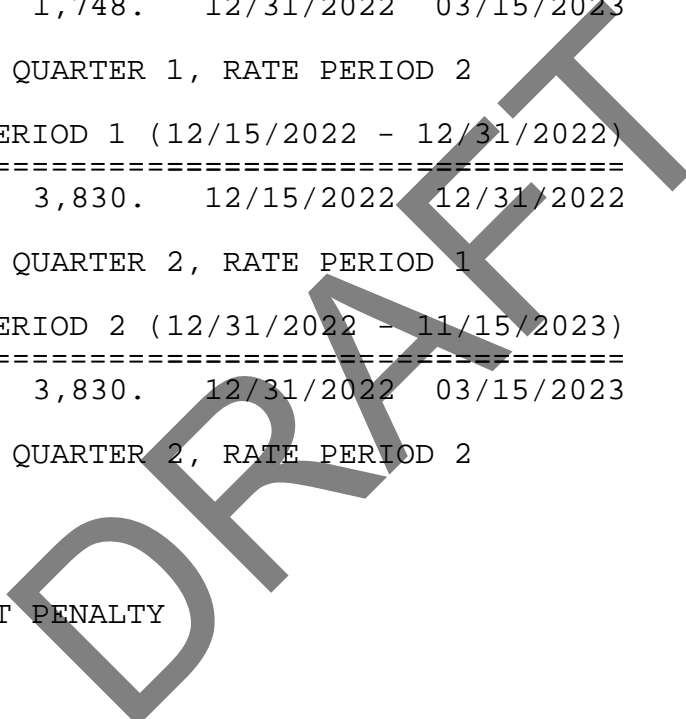 1,748. 12/31/2022 03/15/2023
QUARTER 1, RATE PERIOD 2
ERIOD 1 (12/15/2022 - 12/31/2022)
==================================
3,830. 12/15/2022 12/31/2022
QUARTER 2, RATE PERIOD 1
ERIOD 2 (12/31/2022 - 11/15/2023)
==================================
3,830. 12/31/2022 03/15/2023
QUARTER 2, RATE PERIOD 2
T PENALTY
DRAFT